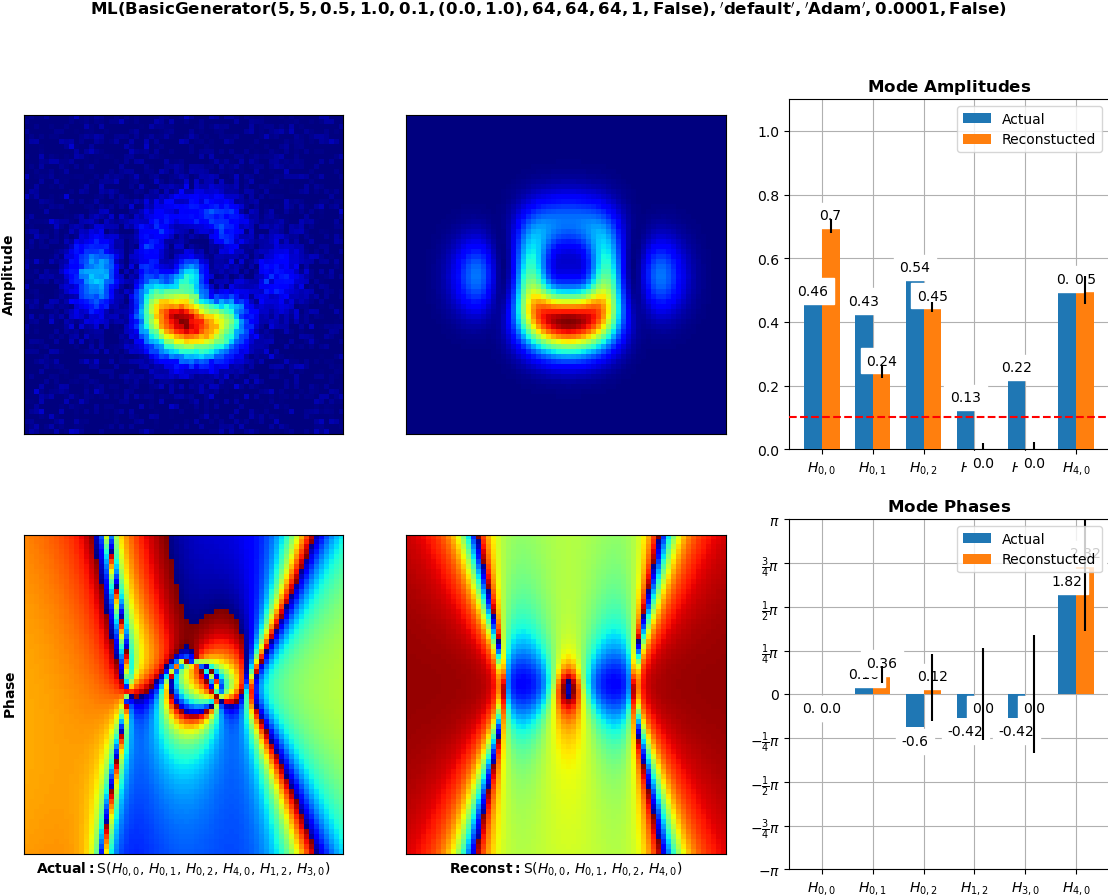 ML(BasicGenerator(5, 5, 0.5, 1.0, 0.1, (0.0, 1.0), 64, 64, 64, 1, False), ′default′, ′Adam′, 0.0001, False)
Amplitude
Mode Amplitudes
Actual
Reconstucted
1.0
0.8
0.6
0.4
0.2
0.0
0.46
0.7
0.43
0.24
0.54
0.45
0.13
0.0
0.22
0.0
0.
0.5
H0,0
H0,1
H0,2
H4,0
Phase
Actual: S(H0,0, H0,1, H0,2, H4,0, H1,2, H3,0)
Reconst: S(H0,0, H0,1, H0,2, H4,0)
Mode Phases
Actual
Reconstucted
π
3/4π
1/2π
1/4π
0
−1/4π
−1/2π
−3/4π
−π
0.
0.0
0.36
-0.6
0.12
-0.42
0.0
-0.42
0.0
1.82
H0,0
H0,1
H0,2
H1,2
H3,0
H4,0